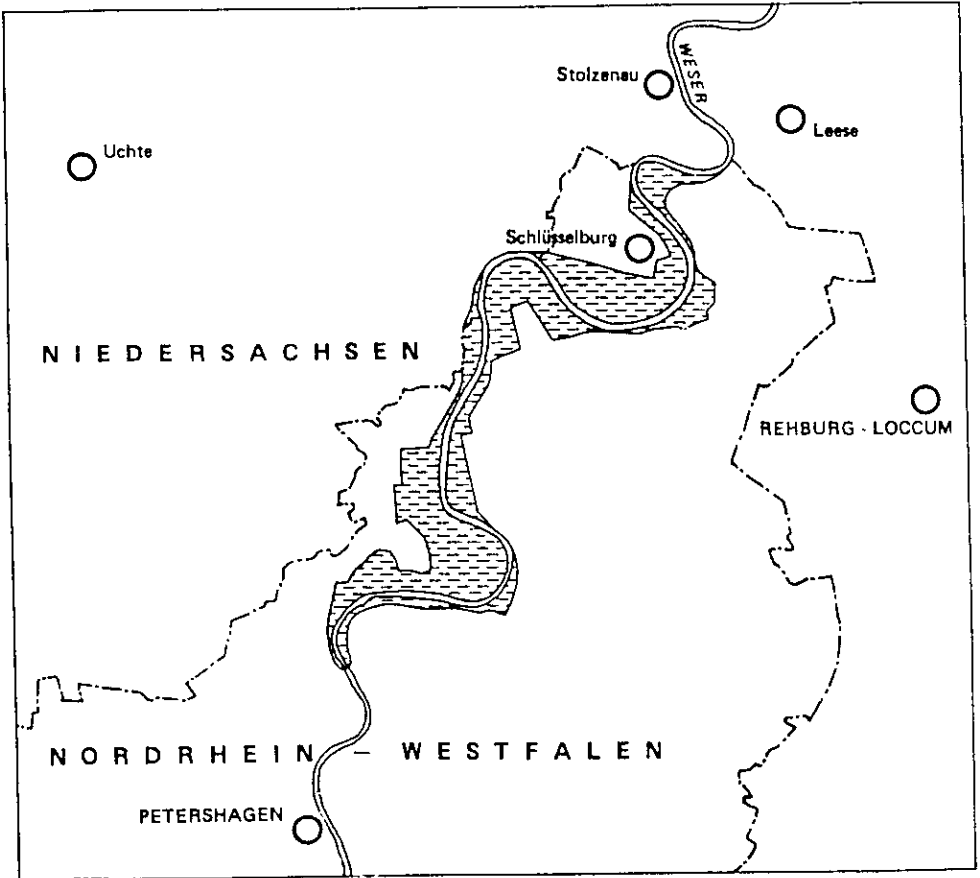 Stolzenau
WESER
Leese
Uchte
Schlüsselburg
NIEDERSACHSEN
REHBURG - LOCCUM
NORDRHEIN - WESTFALEN
PETERSHAGEN